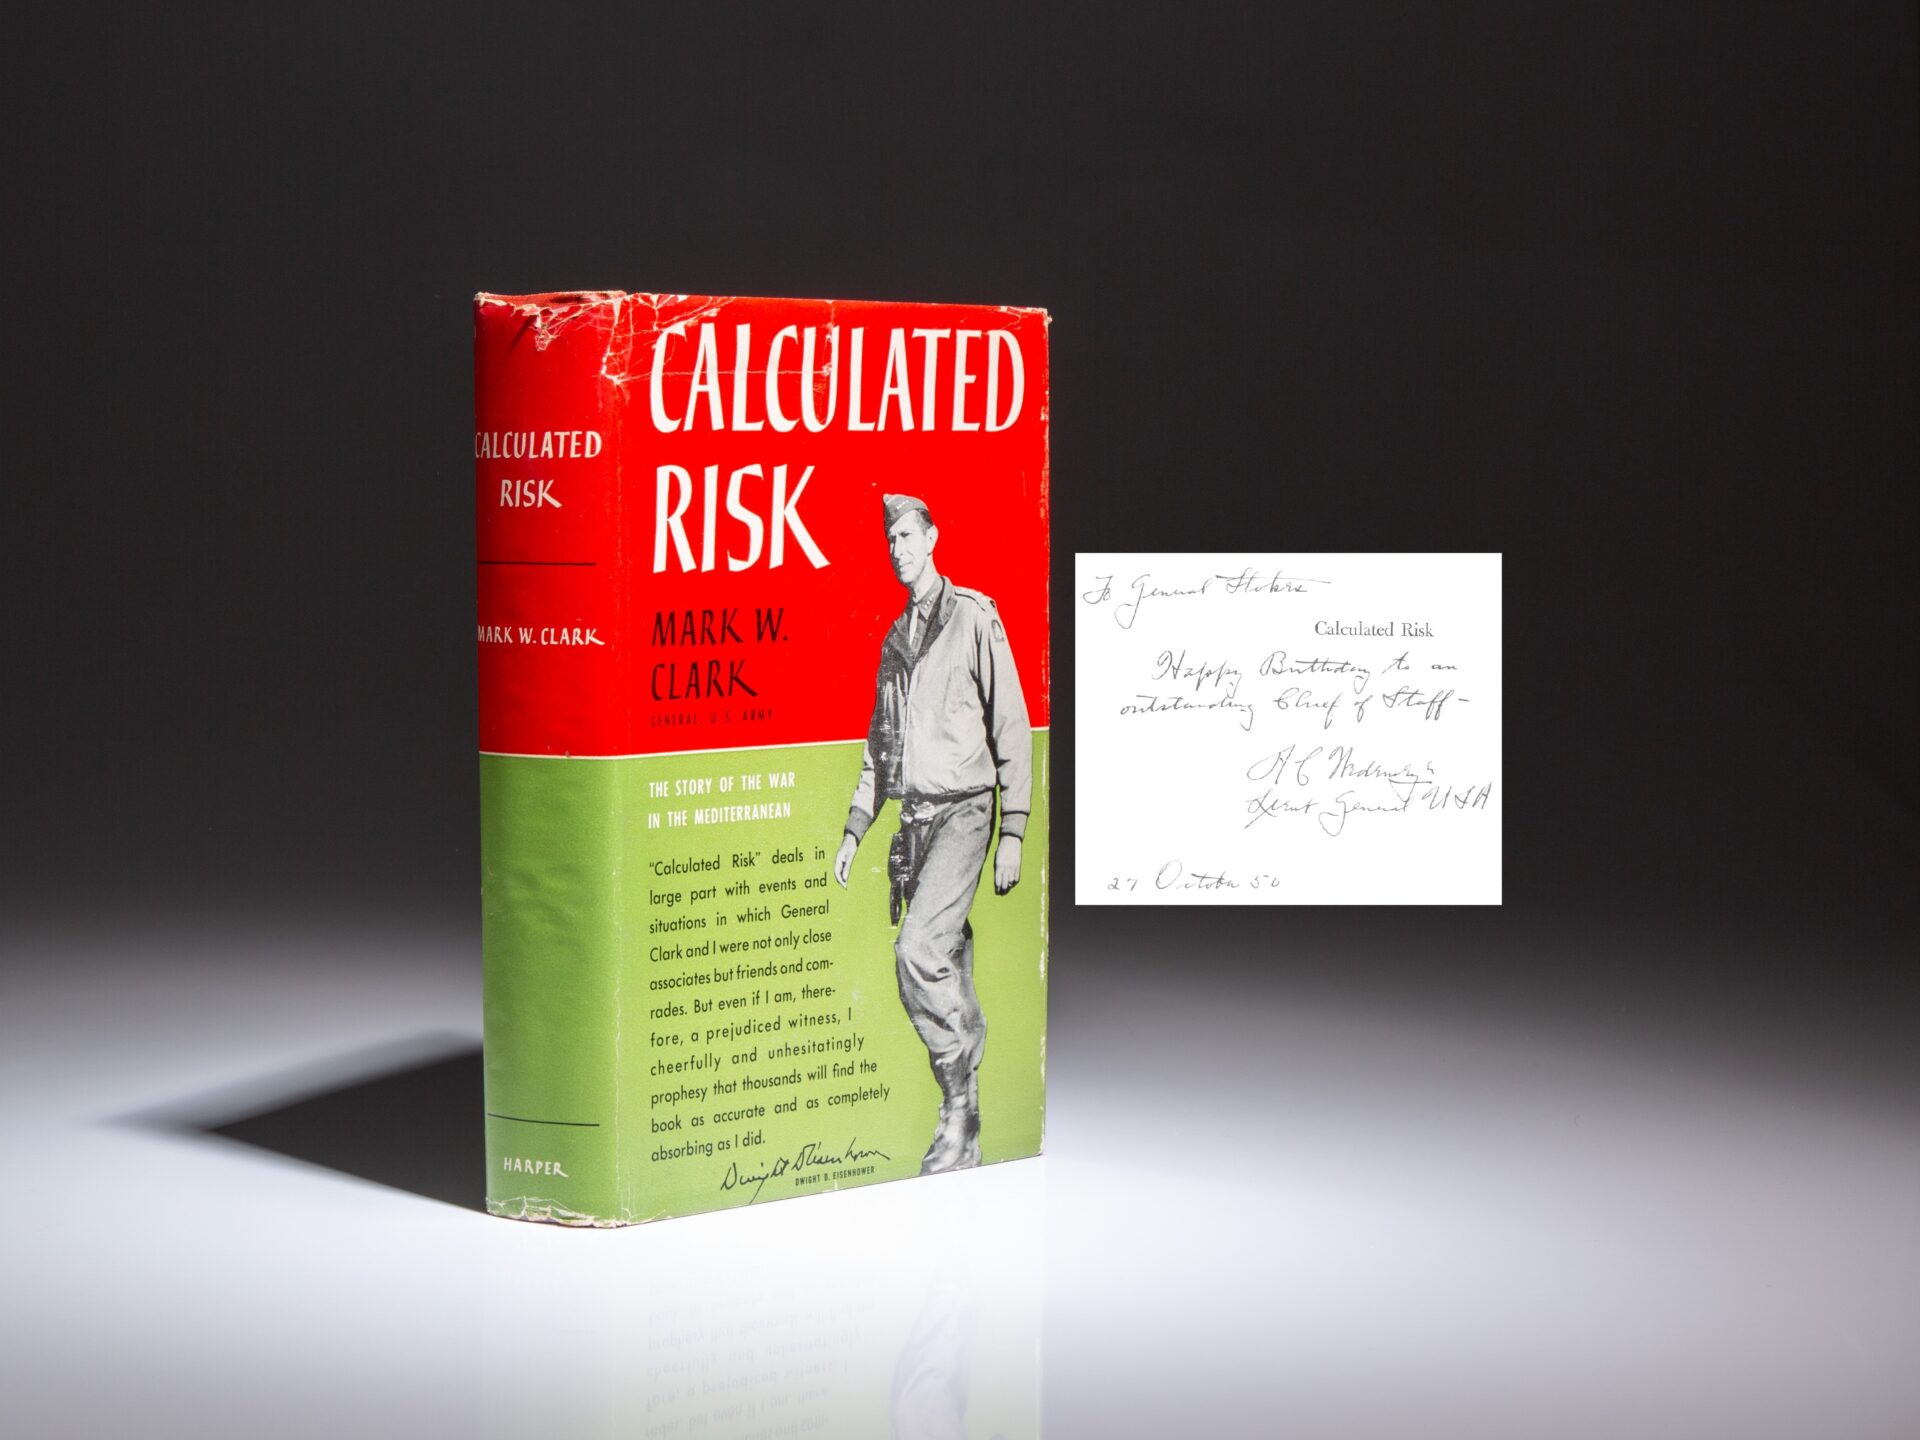 CALCULATED
RISK
MARK W. CLARK
HARPER
CALCULATED
RISK
MARK W.
CLARK
GENERAL, U.S. ARMY
THE STORY OF THE WAR
IN THE MEDITERRANEAN
"Calculated Risk" deals in
large part with events and
situations in which General
Clark and I were not only close
associates but friends and com-
rades. But even if I am, there-
fore, a prejudiced witness, I
cheerfully and unhesitatingly
prophesy that thousands will find the
book as accurate and as completely
absorbing as I did.
Dwight D. Eisenhower
DWIGHT D. EISENHOWER
To General Stokes
Calculated Risk
Happy Birthday to an
outstanding Chief of Staff -
A C Wedemeyer
Lieut General USA
27 October 50